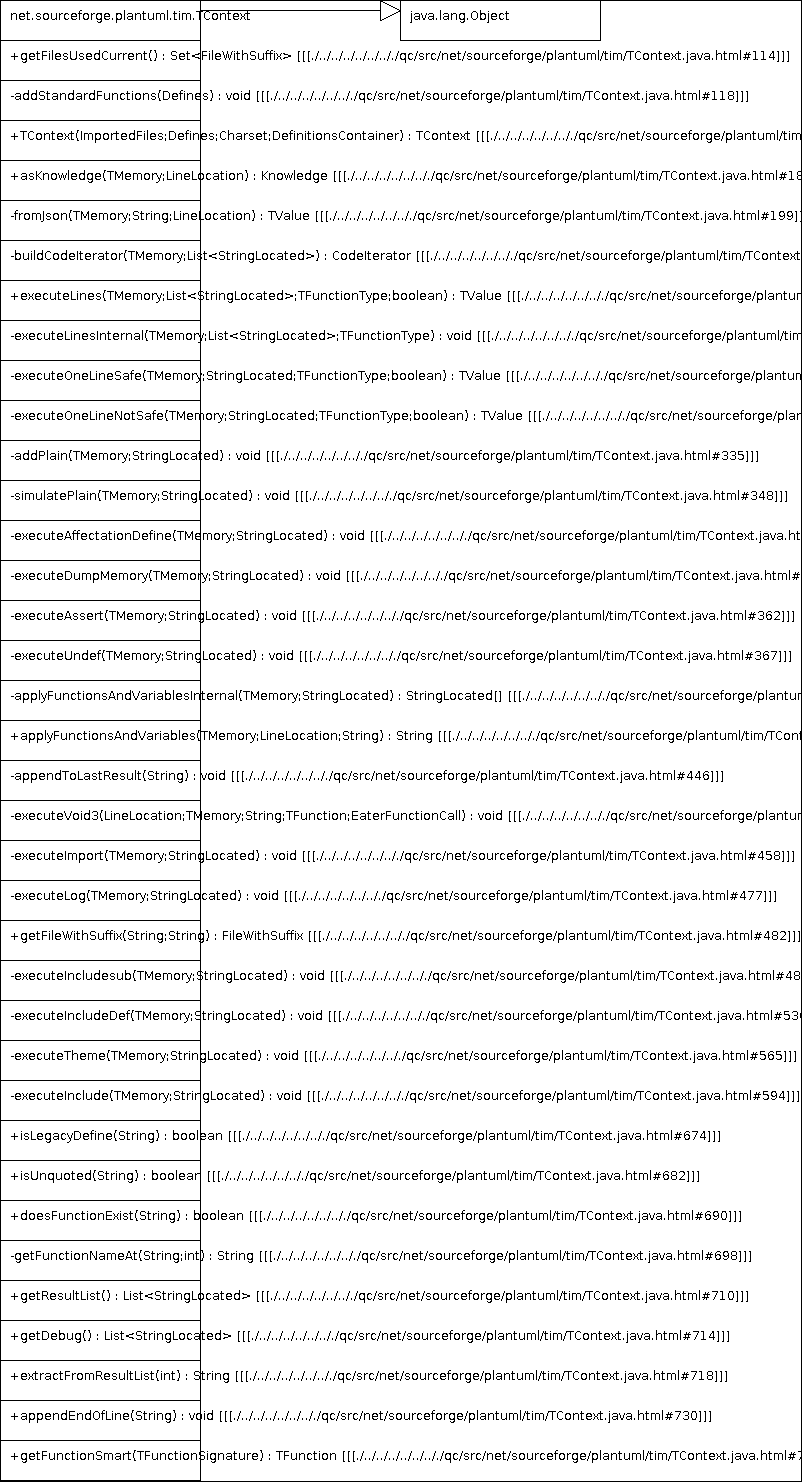 net.sourceforge.plantuml.tim.TContext
java.lang.Object
+getFilesUsedCurrent() : Set<FileWithSuffix> [[[./../../../../../../qc/src/net/sourceforge/plantuml/tim/TContext.java.html#114]]]
-addStandardFunctions(Defines) : void [[[./../../../../../../qc/src/net/sourceforge/plantuml/tim/TContext.java.html#118]]]
+TContext(ImportedFiles;Defines;Charset;DefinitionsContainer) : TContext [[[./../../../../../../qc/src/net/sourceforge/plantuml/tim
+asKnowledge(TMemory;LineLocation) : Knowledge [[[./../../../../../../qc/src/net/sourceforge/plantuml/tim/TContext.java.html#18
-fromJson(TMemory;String;LineLocation) : TValue [[[./../../../../../../qc/src/net/sourceforge/plantuml/tim/TContext.java.html#199]]
-buildCodeIterator(TMemory;List<StringLocated>) : CodeIterator [[[./../../../../../../qc/src/net/sourceforge/plantuml/tim/TContext
+executeLines(TMemory;List<StringLocated>;TFunctionType;boolean) : TValue [[[./../../../../../../qc/src/net/sourceforge/plantum
-executeLinesInternal(TMemory;List<StringLocated>;TFunctionType) : void [[[./../../../../../../qc/src/net/sourceforge/plantuml/tim
-executeOneLineSafe(TMemory;StringLocated;TFunctionType;boolean) : TValue [[[./../../../../../../qc/src/net/sourceforge/plantum
-executeOneLineNotSafe(TMemory;StringLocated;TFunctionType;boolean) : TValue [[[./../../../../../../qc/src/net/sourceforge/plan
-addPlain(TMemory;StringLocated) : void [[[./../../../../../../qc/src/net/sourceforge/plantuml/tim/TContext.java.html#335]]]
-simulatePlain(TMemory;StringLocated) : void [[[./../../../../../../qc/src/net/sourceforge/plantuml/tim/TContext.java.html#348]]]
-executeAffectationDefine(TMemory;StringLocated) : void [[[./../../../../../../qc/src/net/sourceforge/plantuml/tim/TContext.java.ht
-executeDumpMemory(TMemory;StringLocated) : void [[[./../../../../../../qc/src/net/sourceforge/plantuml/tim/TContext.java.html#
-executeAssert(TMemory;StringLocated) : void [[[./../../../../../../qc/src/net/sourceforge/plantuml/tim/TContext.java.html#362]]]
-executeUndef(TMemory;StringLocated) : void [[[./../../../../../../qc/src/net/sourceforge/plantuml/tim/TContext.java.html#367]]]
-applyFunctionsAndVariablesInternal(TMemory;StringLocated) : StringLocated[] [[[./../../../../../../qc/src/net/sourceforge/plantum
+applyFunctionsAndVariables(TMemory;LineLocation;String) : String [[[./../../../../../../qc/src/net/sourceforge/plantuml/tim/TCont
-appendToLastResult(String) : void [[[./../../../../../../qc/src/net/sourceforge/plantuml/tim/TContext.java.html#446]]]
-executeVoid3(LineLocation;TMemory;String;TFunction;EaterFunctionCall) : void [[[./../../../../../../qc/src/net/sourceforge/plantum
-executeImport(TMemory;StringLocated) : void [[[./../../../../../../qc/src/net/sourceforge/plantuml/tim/TContext.java.html#458]]]
-executeLog(TMemory;StringLocated) : void [[[./../../../../../../qc/src/net/sourceforge/plantuml/tim/TContext.java.html#477]]]
+getFileWithSuffix(String;String) : FileWithSuffix [[[./../../../../../../qc/src/net/sourceforge/plantuml/tim/TContext.java.html#482]]]
-executeIncludesub(TMemory;StringLocated) : void [[[./../../../../../../qc/src/net/sourceforge/plantuml/tim/TContext.java.html#48
-executeIncludeDef(TMemory;StringLocated) : void [[[./../../../../../../qc/src/net/sourceforge/plantuml/tim/TContext.java.html#530
-executeTheme(TMemory;StringLocated) : void [[[./../../../../../../qc/src/net/sourceforge/plantuml/tim/TContext.java.html#565]]]
-executeInclude(TMemory;StringLocated) : void [[[./../../../../../../qc/src/net/sourceforge/plantuml/tim/TContext.java.html#594]]]
+isLegacyDefine(String) : boolean [[[./../../../../../../qc/src/net/sourceforge/plantuml/tim/TContext.java.html#674]]]
+isUnquoted(String) : boolean [[[./../../../../../../qc/src/net/sourceforge/plantuml/tim/TContext.java.html#682]]]
+doesFunctionExist(String) : boolean [[[./../../../../../../qc/src/net/sourceforge/plantuml/tim/TContext.java.html#690]]]
-getFunctionNameAt(String;int) : String [[[./../../../../../../qc/src/net/sourceforge/plantuml/tim/TContext.java.html#698]]]
+getResultList() : List<StringLocated> [[[./../../../../../../qc/src/net/sourceforge/plantuml/tim/TContext.java.html#710]]]
+getDebug() : List<StringLocated> [[[./../../../../../../qc/src/net/sourceforge/plantuml/tim/TContext.java.html#714]]]
+extractFromResultList(int) : String [[[./../../../../../../qc/src/net/sourceforge/plantuml/tim/TContext.java.html#718]]]
+appendEndOfLine(String) : void [[[./../../../../../../qc/src/net/sourceforge/plantuml/tim/TContext.java.html#730]]]
+getFunctionSmart(TFunctionSignature) : TFunction [[[./../../../../../../qc/src/net/sourceforge/plantuml/tim/TContext.java.html#7